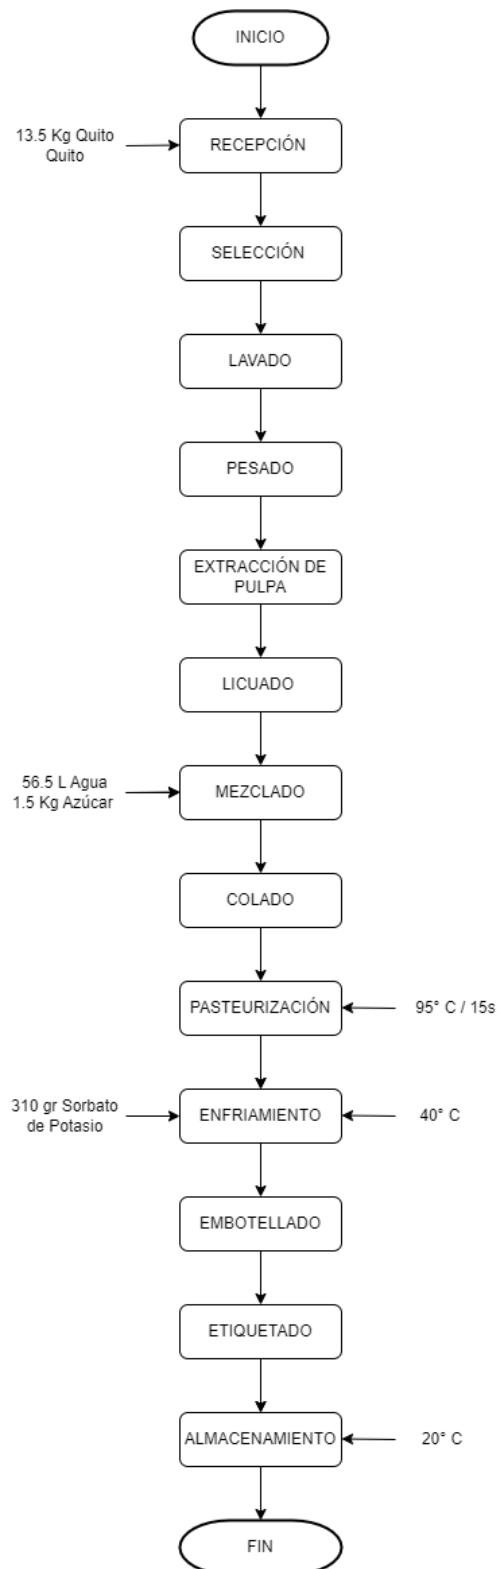 INICIO
13.5 Kg Quito
Quito
RECEPCIÓN
SELECCIÓN
LAVADO
PESADO
EXTRACCIÓN DE
PULPA
LICUADO
56.5 L Agua
1.5 Kg Azúcar
MEZCLADO
COLADO
PASTEURIZACIÓN
95° C / 15s
310 gr Sorbato
de Potasio
ENFRIAMIENTO
40° C
EMBOTELLADO
ETIQUETADO
ALMACENAMIENTO
20° C
FIN